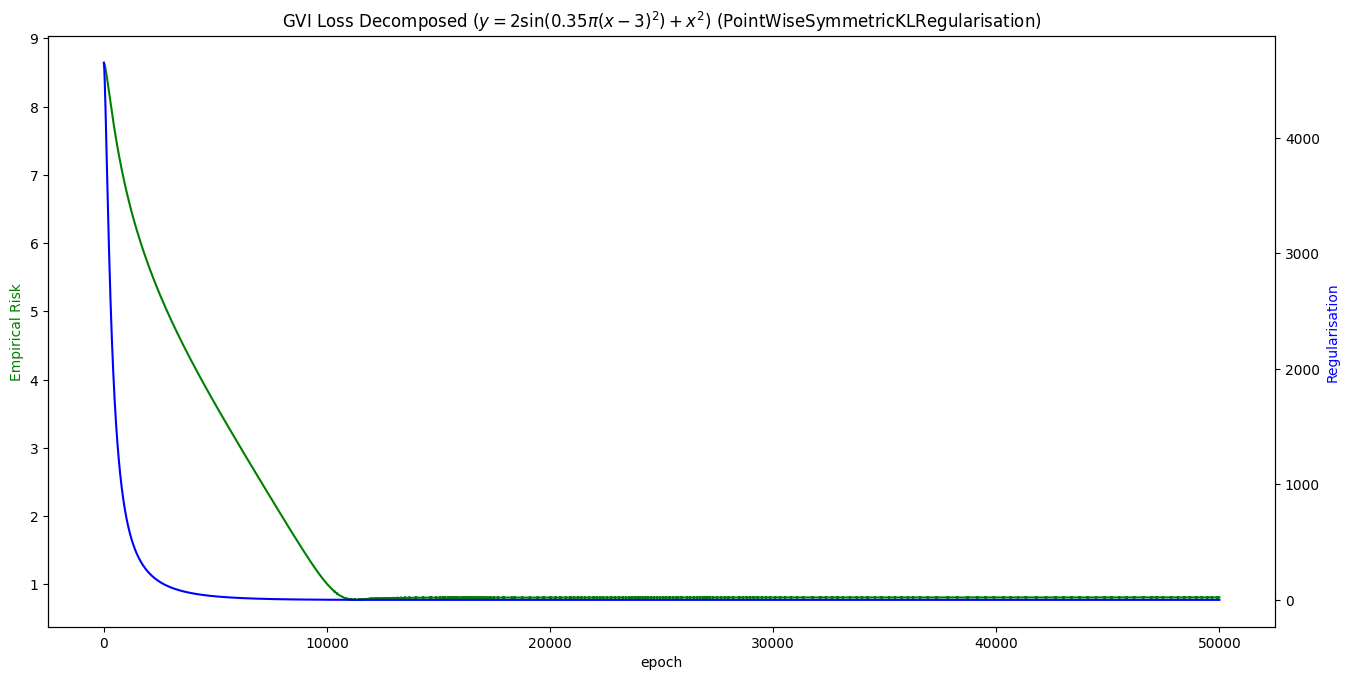 GVI Loss Decomposed (y = 2sin(0.35π(x − 3)²) + x²) (PointWiseSymmetricKLRegularisation)
9
8
7
6
5
4
3
2
1
Empirical Risk
4000
3000
2000
1000
0
Regularisation
0 10000 20000 30000 40000 50000
epoch